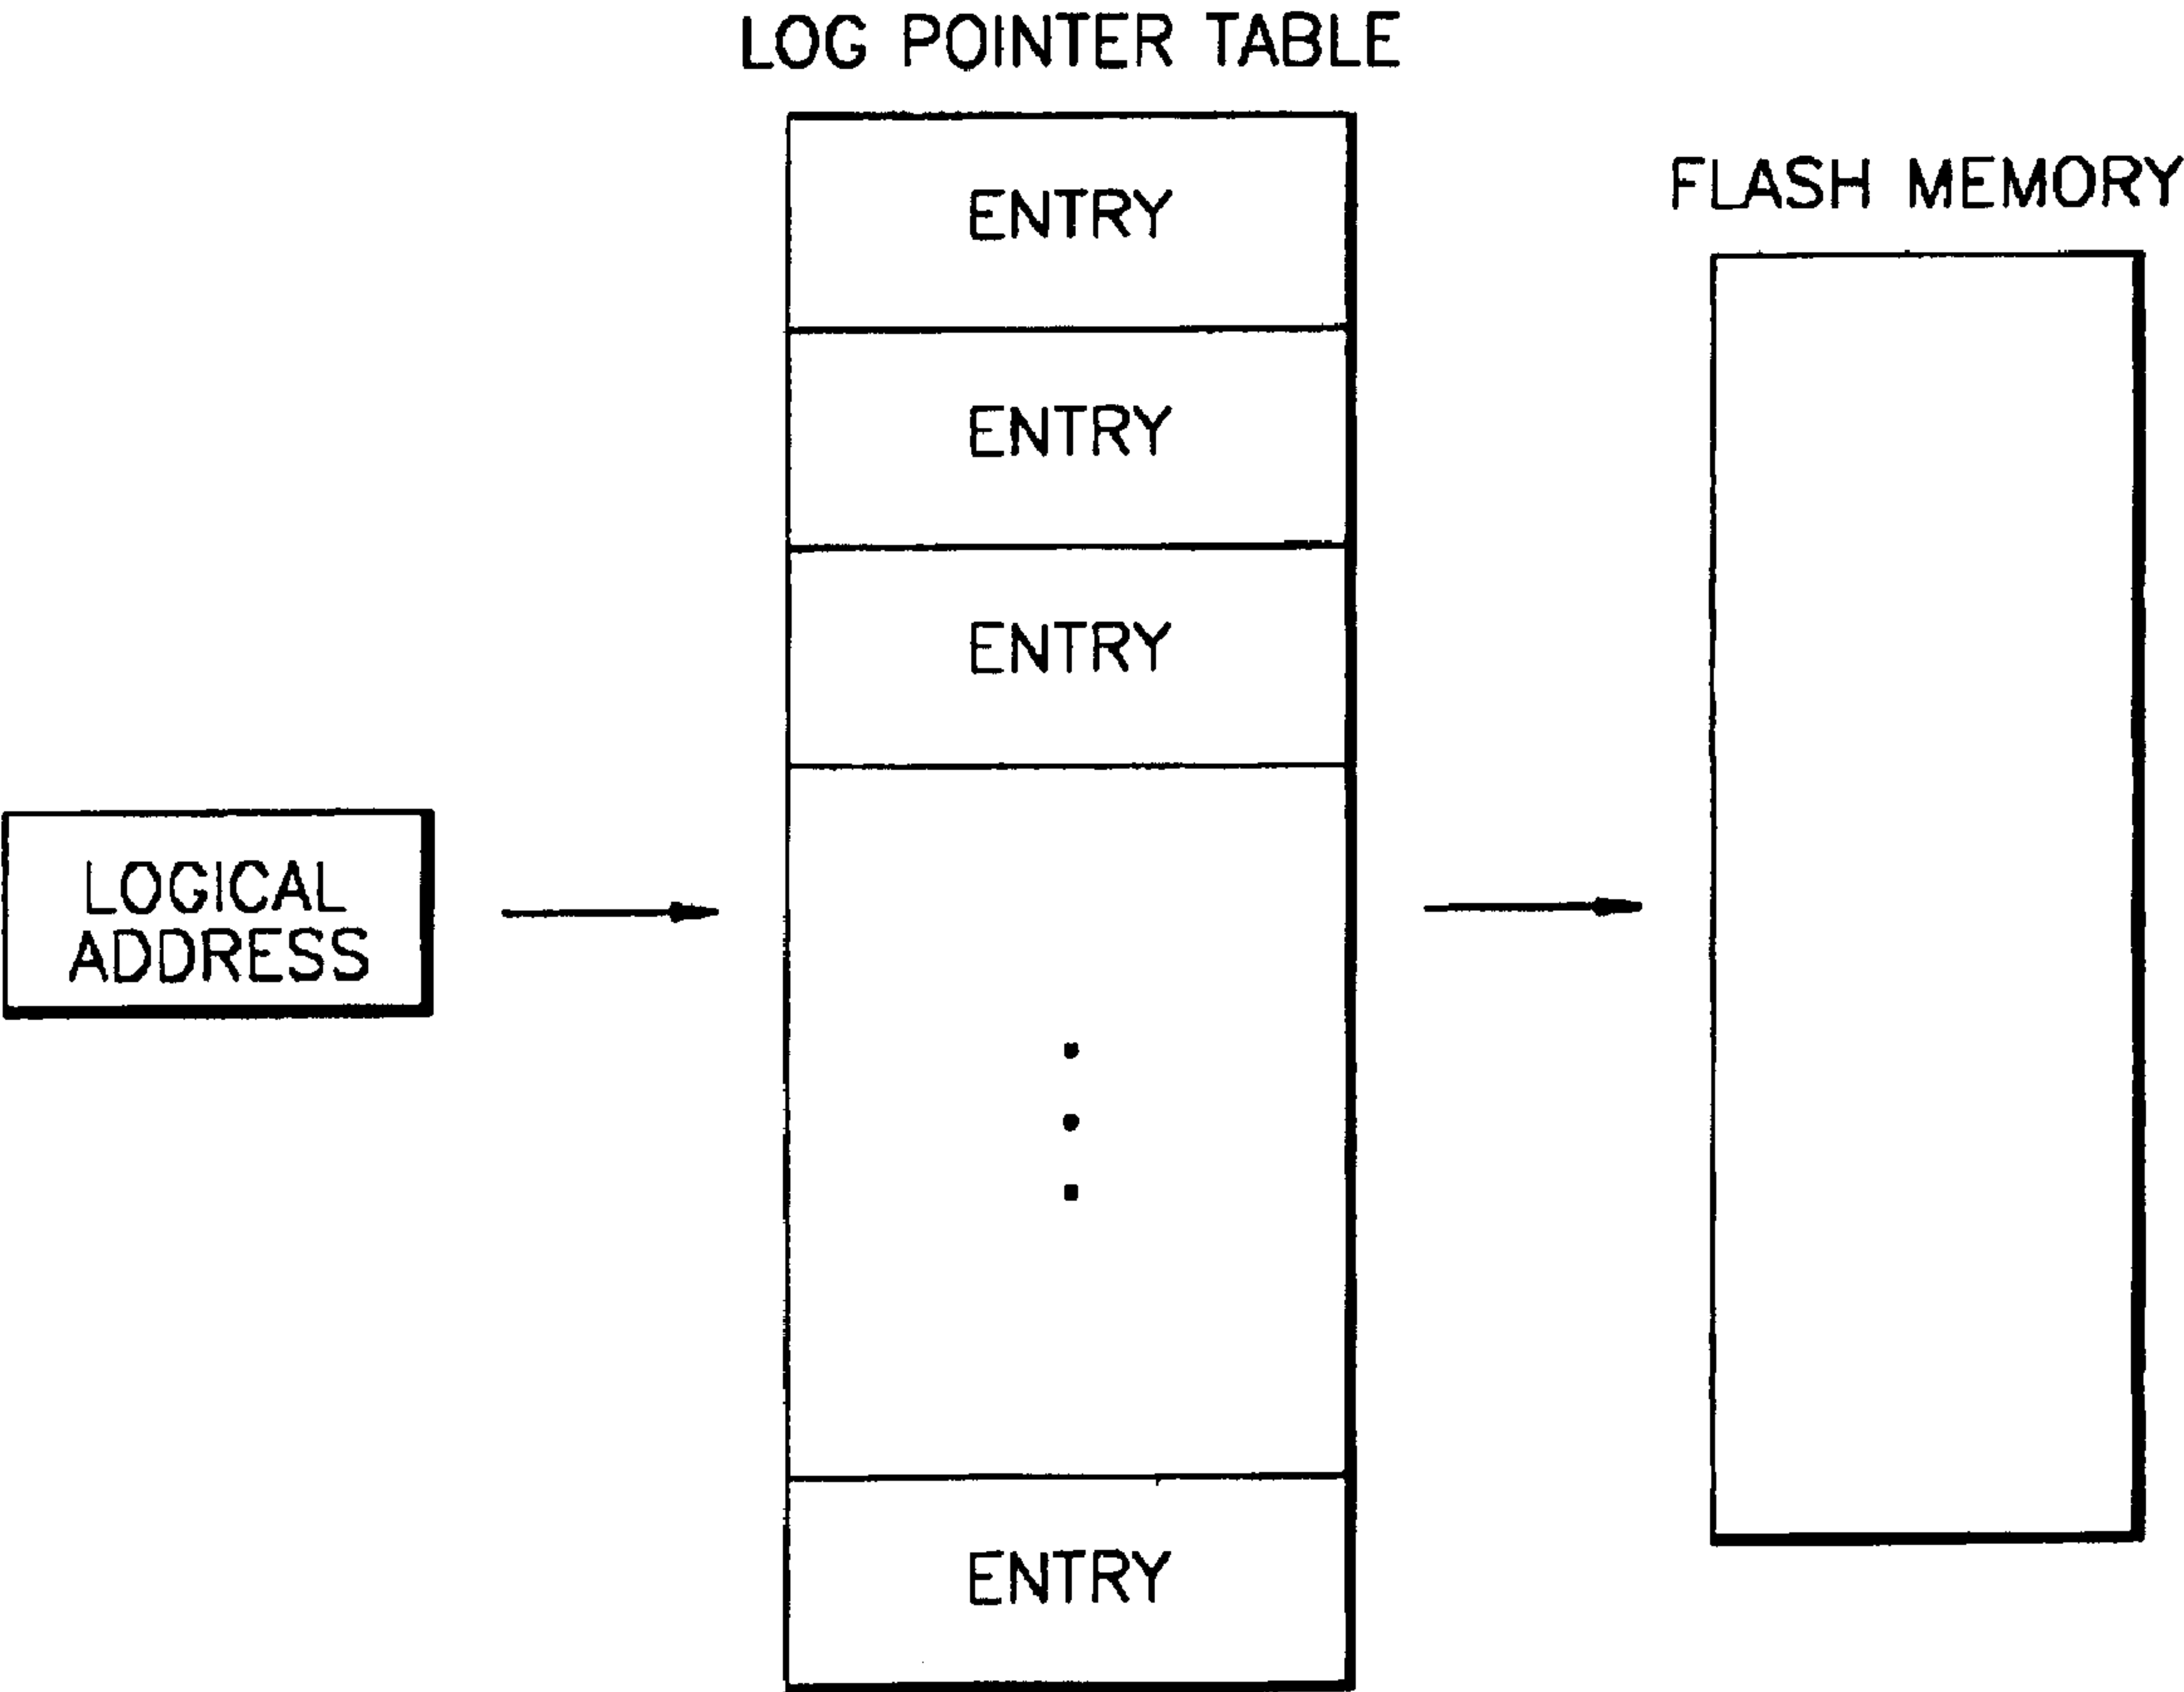 LOG POINTER TABLE
FLASH MEMORY
ENTRY
ENTRY
ENTRY
LOGICAL
ADDRESS
ENTRY